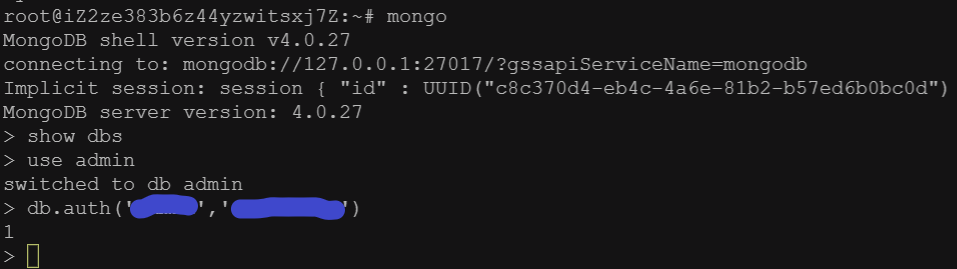 root@iZ2ze383b6z44yzwitsxj7Z:~# mongo
MongoDB shell version v4.0.27
connecting to: mongodb://127.0.0.1:27017/?gssapiServiceName=mongodb
Implicit session: session { "id" : UUID("c8c370d4-eb4c-4a6e-81b2-b57ed6b0bc0d")
MongoDB server version: 4.0.27
> show dbs
> use admin
switched to db admin
> db.auth('','')
1
>